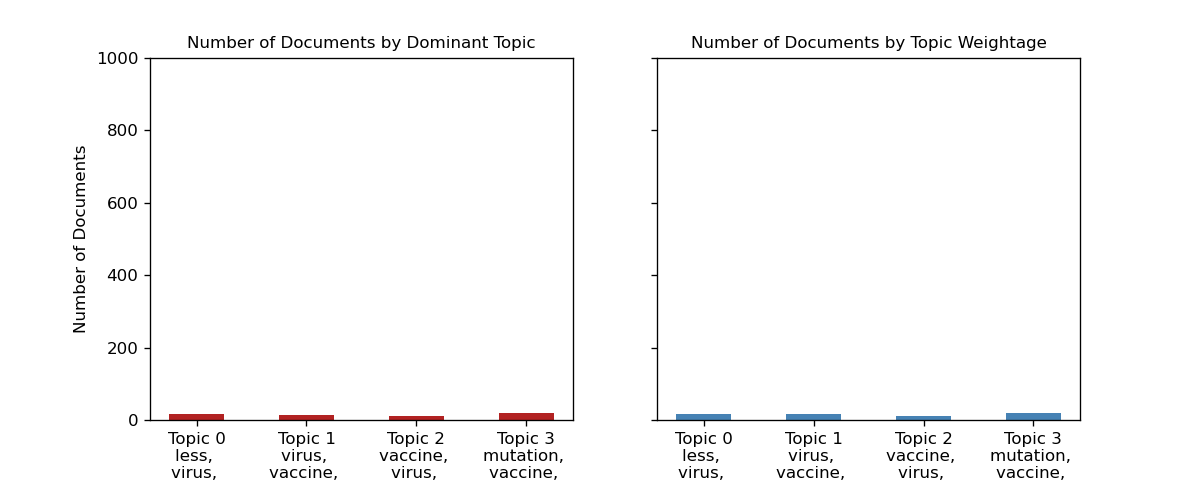 Number of Documents by Dominant Topic
Number of Documents
1000
800
600
400
200
0
Topic 0
less,
virus,
Topic 1
virus,
vaccine,
Topic 2
vaccine,
virus,
Topic 3
mutation,
vaccine,
Number of Documents by Topic Weightage
Topic 0
less,
virus,
Topic 1
virus,
vaccine,
Topic 2
vaccine,
virus,
Topic 3
mutation,
vaccine,